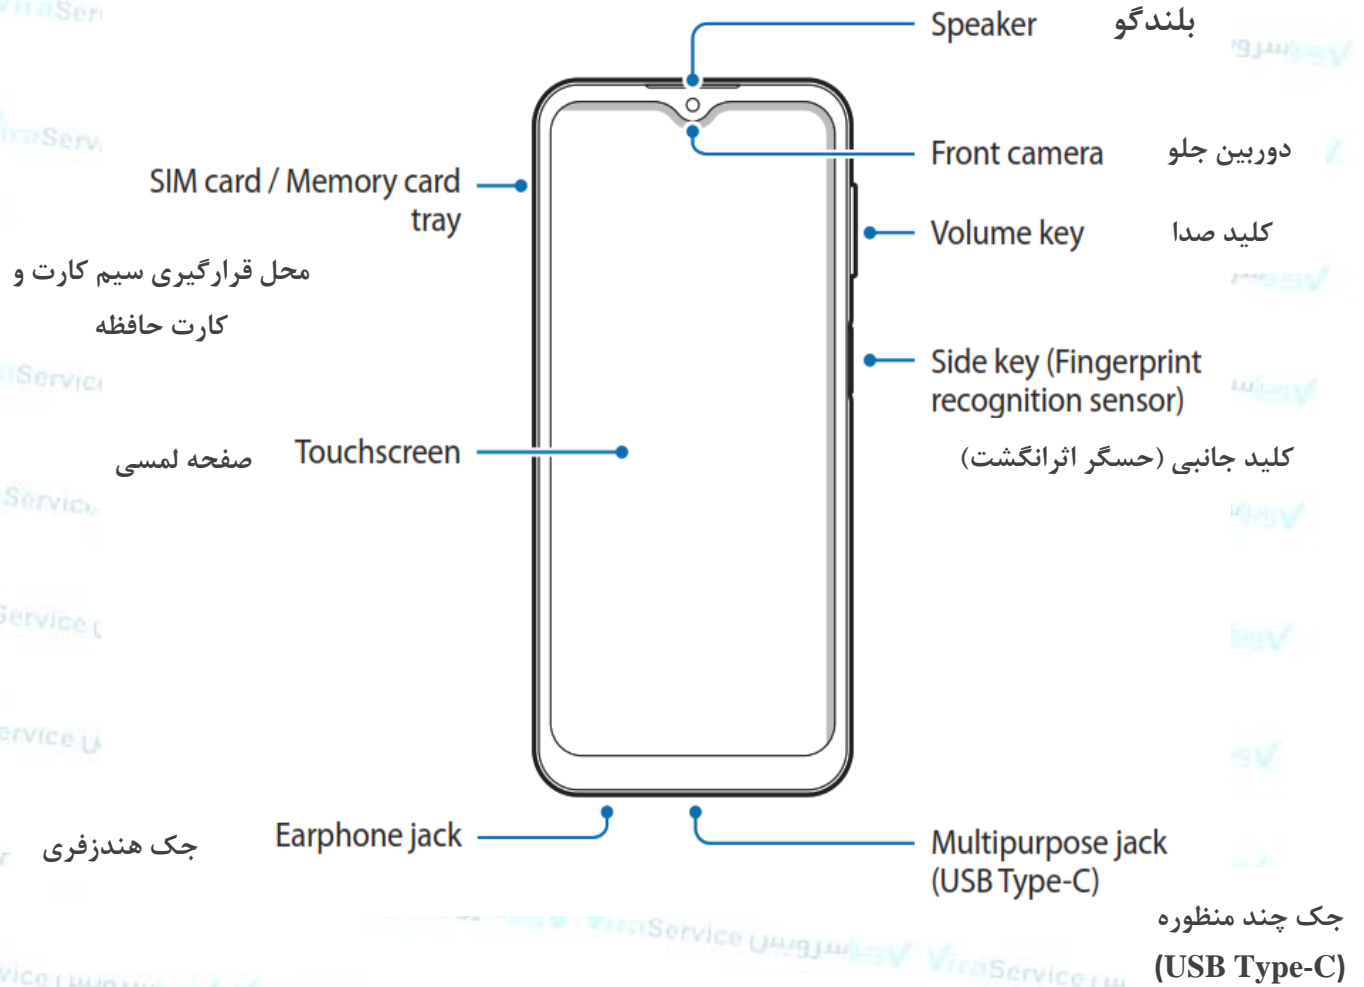 Speaker
بلندگو
Front camera
دوربین جلو
SIM card / Memory card
tray
محل قرارگیری سیم کارت و
کارت حافظه
Volume key
کلید صدا
Side key (Fingerprint
recognition sensor)
کلید جانبی (حسگر اثرانگشت)
Touchscreen
صفحه لمسی
Earphone jack
جک هندزفری
Multipurpose jack
(USB Type-C)
جک چند منظوره
(USB Type-C)
ViraService ویراسرویس